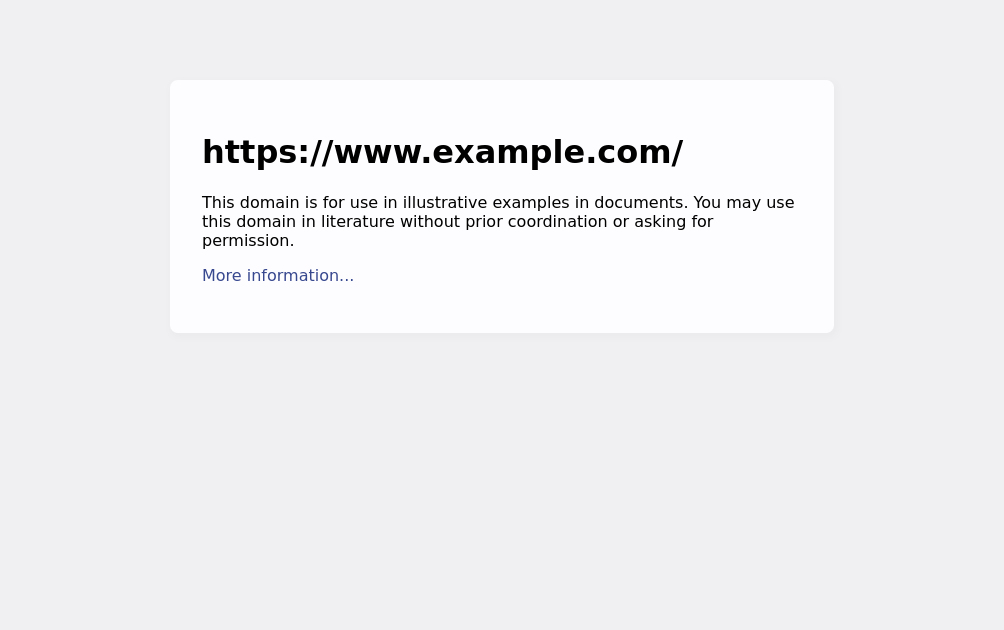 https://www.example.com/
This domain is for use in illustrative examples in documents. You may use
this domain in literature without prior coordination or asking for
permission.
More information...